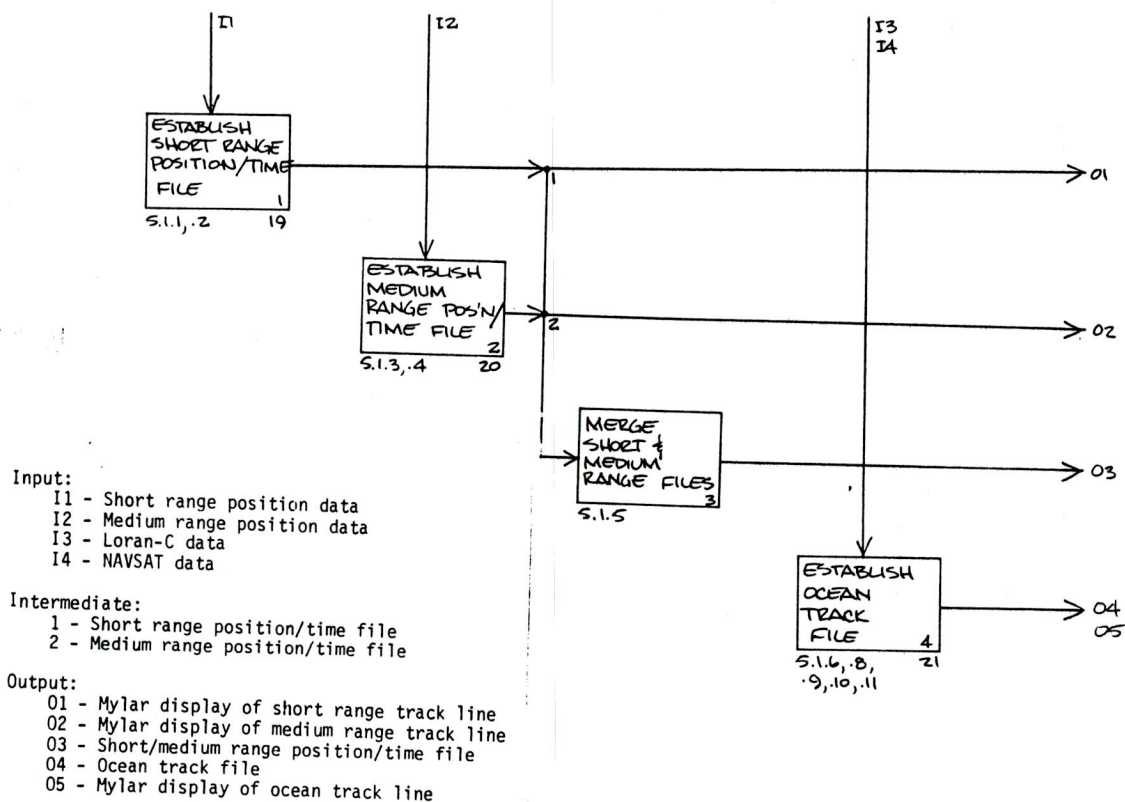 I1
I2
I3
I4
ESTABLISH
SHORT RANGE
POSITION/TIME
FILE
1
5.1.1, .2 19
1
O1
ESTABLISH
MEDIUM
RANGE POS'N/
TIME FILE
2
5.1.3, .4 20
2
O2
MERGE
SHORT &
MEDIUM
RANGE FILES
3
5.1.5
O3
ESTABLISH
OCEAN
TRACK
FILE
4
5.1.6, .8, 21
.9, .10, .11
O4
O5
Input:
I1 - Short range position data
I2 - Medium range position data
I3 - Loran-C data
I4 - NAVSAT data
Intermediate:
1 - Short range position/time file
2 - Medium range position/time file
Output:
O1 - Mylar display of short range track line
O2 - Mylar display of medium range track line
O3 - Short/medium range position/time file
O4 - Ocean track file
O5 - Mylar display of ocean track line